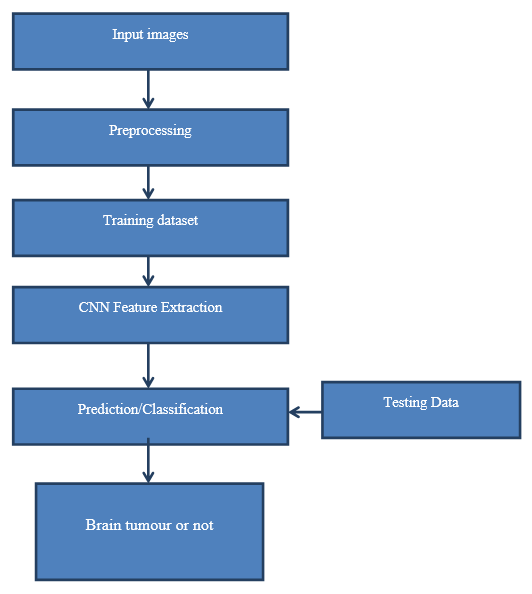 Input images
Preprocessing
Training dataset
CNN Feature Extraction
Prediction/Classification
Testing Data
Brain tumour or not